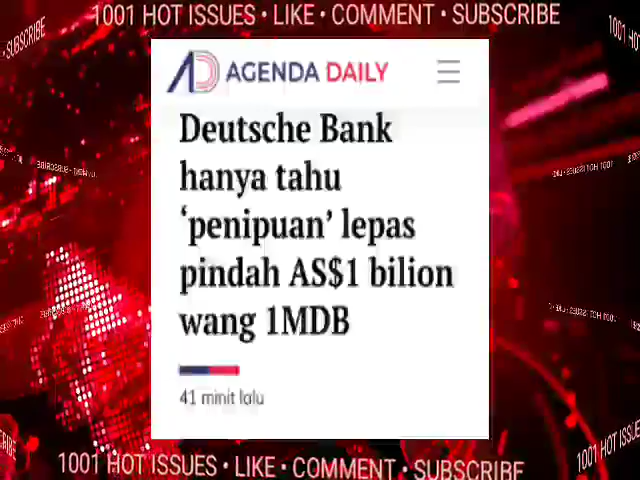 1001 HOT ISSUES • LIKE • COMMENT • SUBSCRIBE
AGENDA DAILY
Deutsche Bank
hanya tahu
‘penipuan’ lepas
pindah AS$1 bilion
wang 1MDB
41 minit lalu
1001 HOT ISSUES • LIKE • COMMENT • SUBSCRIBE